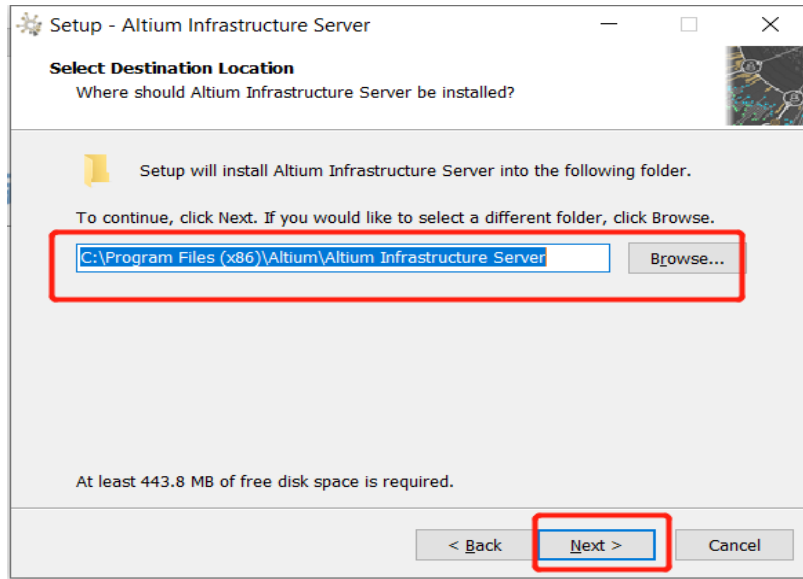 Setup - Altium Infrastructure Server
Select Destination Location
Where should Altium Infrastructure Server be installed?
Setup will install Altium Infrastructure Server into the following folder.
To continue, click Next. If you would like to select a different folder, click Browse.
C:\Program Files (x86)\Altium\Altium Infrastructure Server Browse...
At least 443.8 MB of free disk space is required.
< Back Next > Cancel